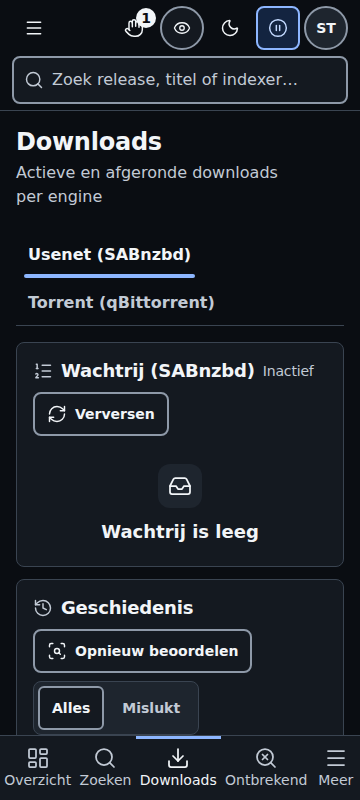 1
ST
Zoek release, titel of indexer…
Downloads
Actieve en afgeronde downloads
per engine
Usenet (SABnzbd)
Torrent (qBittorrent)
Wachtrij (SABnzbd) Inactief
Verversen
Wachtrij is leeg
Geschiedenis
Opnieuw beoordelen
Alles Mislukt
Overzicht Zoeken Downloads Ontbrekend Meer